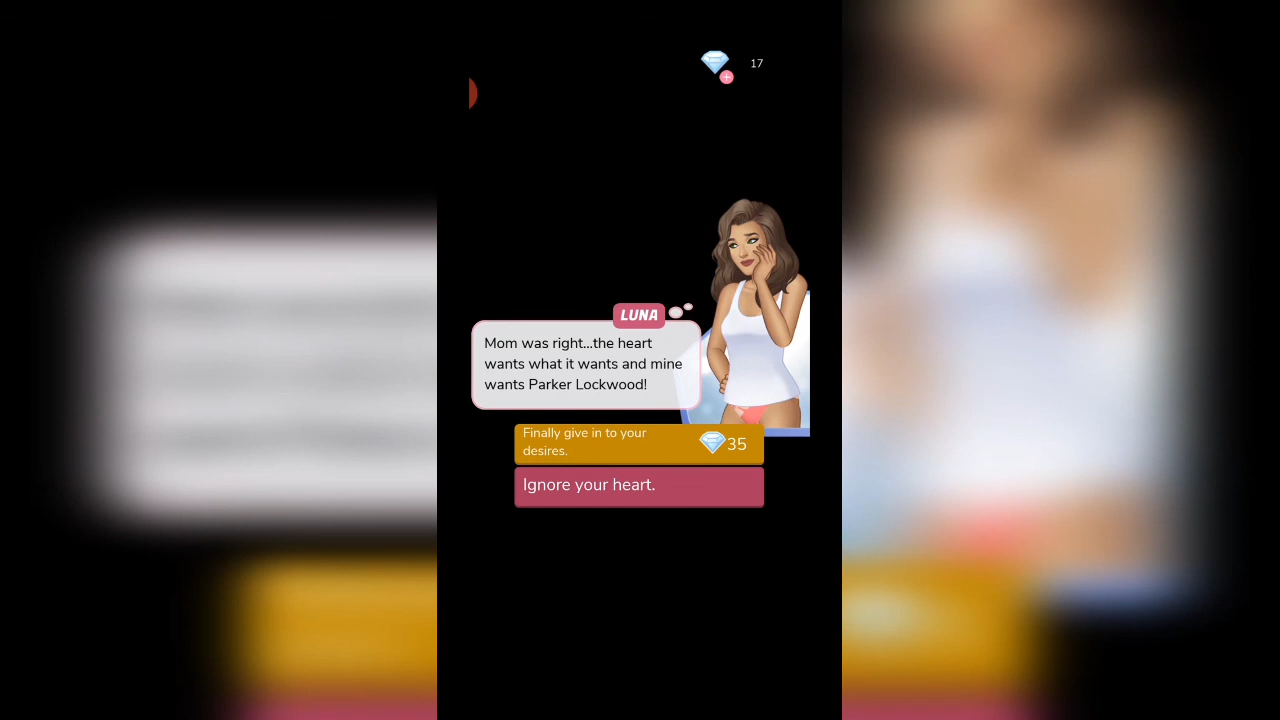 17
LUNA
Mom was right...the heart
wants what it wants and mine
wants Parker Lockwood!
Finally give in to your
desires.
35
Ignore your heart.